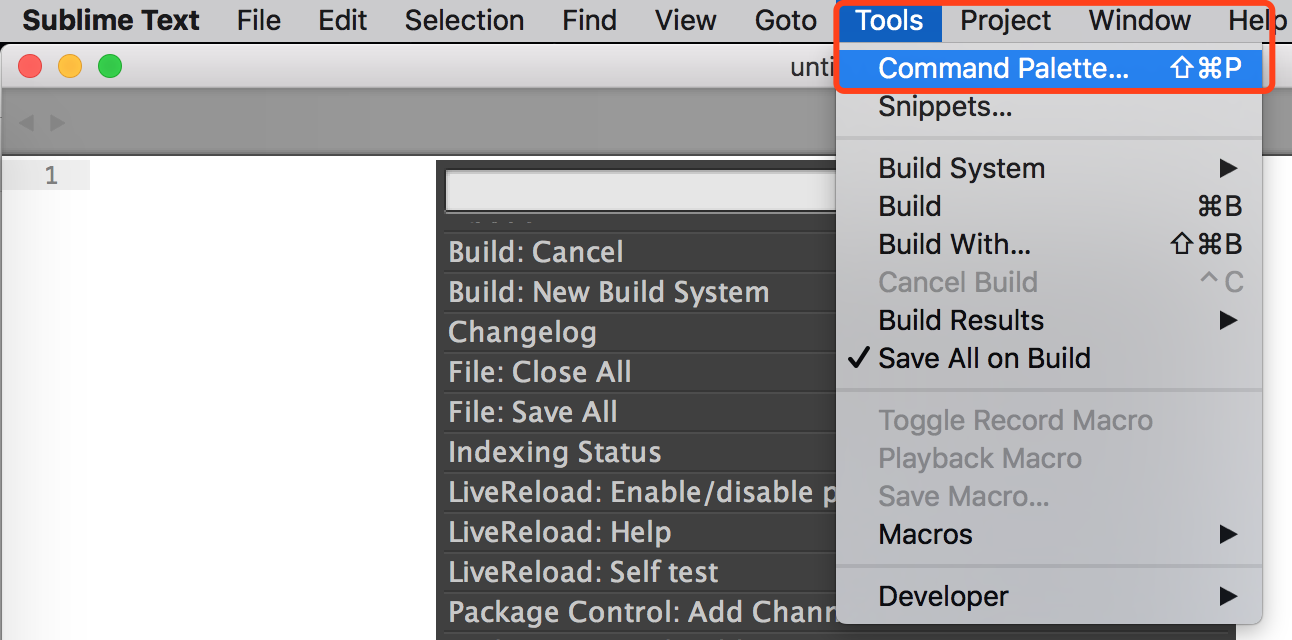 Sublime Text File Edit Selection Find View Goto Tools Project Window Help
unti
Command Palette... ⇧⌘P
Snippets...
Build System ▶
Build ⌘B
Build With... ⇧⌘B
Cancel Build ^C
Build Results ▶
✓ Save All on Build
Toggle Record Macro
Playback Macro
Save Macro...
Macros ▶
Developer ▶
1
Build: Cancel
Build: New Build System
Changelog
File: Close All
File: Save All
Indexing Status
LiveReload: Enable/disable p
LiveReload: Help
LiveReload: Self test
Package Control: Add Chann